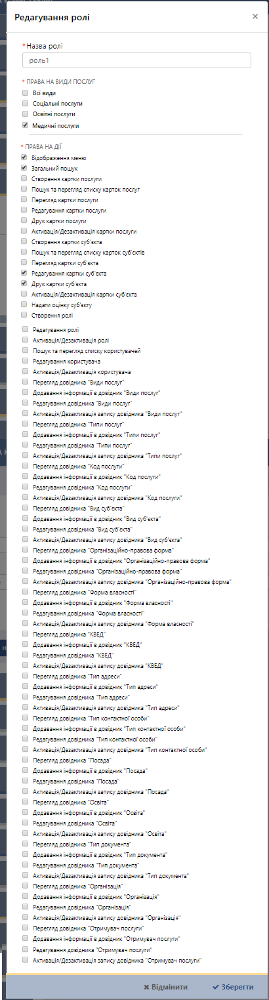 Редагування ролі
×
* Назва ролі
роль1
* ПРАВА НА ВИДИ ПОСЛУГ
Всі види
Соціальні послуги
Освітні послуги
Медичні послуги
* ПРАВА НА ДІЇ
Відображення меню
Загальний пошук
Створення картки послуги
Пошук та перегляд списку карток послуг
Перегляд картки послуги
Редагування картки послуги
Друк картки послуги
Активація/Дезактивація картки послуги
Створення картки суб'єкта
Пошук та перегляд списку карток суб'єктів
Перегляд картки суб'єкта
Редагування картки суб'єкта
Друк картки суб'єкта
Активація/Дезактивація картки суб'єкта
Надати оцінку суб'єкту
Створення ролі
Редагування ролі
Активація/Дезактивація ролі
Пошук та перегляд списку користувачей
Редагування користувача
Активація/Дезактивація користувача
Перегляд довідника "Види послуг"
Додавання інформації в довідник "Види послуг"
Редагування довідника "Види послуг"
Активація/Дезактивація запису довідника "Види послуг"
Перегляд довідника "Типи послуг"
Додавання інформації в довідник "Типи послуг"
Редагування довідника "Типи послуг"
Активація/Дезактивація запису довідника "Типи послуг"
Перегляд довідника "Код послуги"
Додавання інформації в довідник "Код послуги"
Редагування довідника "Код послуги"
Активація/Дезактивація запису довідника "Код послуги"
Перегляд довідника "Вид суб'єкта"
Додавання інформації в довідник "Вид суб'єкта"
Редагування довідника "Вид суб'єкта"
Активація/Дезактивація запису довідника "Вид суб'єкта"
Перегляд довідника "Організаційно-правова форма"
Додавання інформації в довідник "Організаційно-правова форма"
Редагування довідника "Організаційно-правова форма"
Активація/Дезактивація запису довідника "Організаційно-правова форма"
Перегляд довідника "Форма власності"
Додавання інформації в довідник "Форма власності"
Редагування довідника "Форма власності"
Активація/Дезактивація запису довідника "Форма власності"
Перегляд довідника "КВЕД"
Додавання інформації в довідник "КВЕД"
Редагування довідника "КВЕД"
Активація/Дезактивація запису довідника "КВЕД"
Перегляд довідника "Тип адреси"
Додавання інформації в довідник "Тип адреси"
Редагування довідника "Тип адреси"
Активація/Дезактивація запису довідника "Тип адреси"
Перегляд довідника "Тип контактної особи"
Додавання інформації в довідник "Тип контактної особи"
Редагування довідника "Тип контактної особи"
Активація/Дезактивація запису довідника "Тип контактної особи"
Перегляд довідника "Посада"
Додавання інформації в довідник "Посада"
Редагування довідника "Посада"
Активація/Дезактивація запису довідника "Посада"
Перегляд довідника "Освіта"
Додавання інформації в довідник "Освіта"
Редагування довідника "Освіта"
Активація/Дезактивація запису довідника "Освіта"
Перегляд довідника "Тип документа"
Додавання інформації в довідник "Тип документа"
Редагування довідника "Тип документа"
Активація/Дезактивація запису довідника "Тип документа"
Перегляд довідника "Організація"
Додавання інформації в довідник "Організація"
Редагування довідника "Організація"
Активація/Дезактивація запису довідника "Організація"
Перегляд довідника "Отримувач послуги"
Додавання інформації в довідник "Отримувач послуги"
Редагування довідника "Отримувач послуги"
Активація/Дезактивація запису довідника "Отримувач послуги"
Відмінити Зберегти